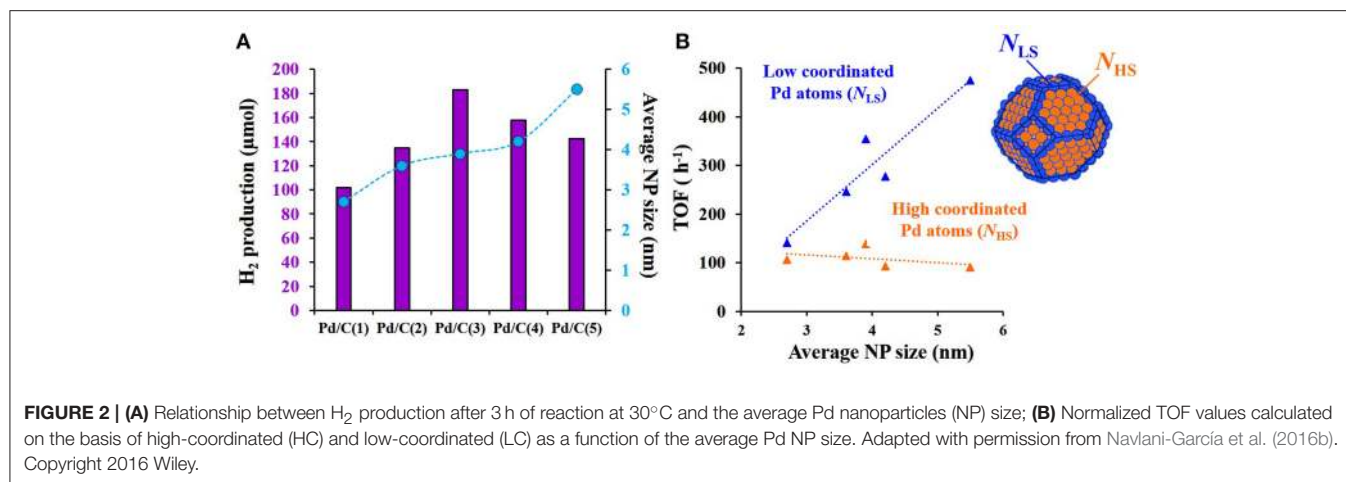 A
H₂ production (µmol)
200
180
160
140
120
100
80
60
40
20
0
Pd/C(1) Pd/C(2) Pd/C(3) Pd/C(4) Pd/C(5)
6
5
4
3
2
1
0
Average NP size (nm)
B
TOF ( h⁻¹)
500
400
300
200
100
0
2 3 4 5 6
Average NP size (nm)
Low coordinated
Pd atoms (N_LS)
High coordinated
Pd atoms (N_HS)
N_LS
N_HS
FIGURE 2 | (A) Relationship between H₂ production after 3 h of reaction at 30°C and the average Pd nanoparticles (NP) size; (B) Normalized TOF values calculated
on the basis of high-coordinated (HC) and low-coordinated (LC) as a function of the average Pd NP size. Adapted with permission from Navlani-García et al. (2016b).
Copyright 2016 Wiley.